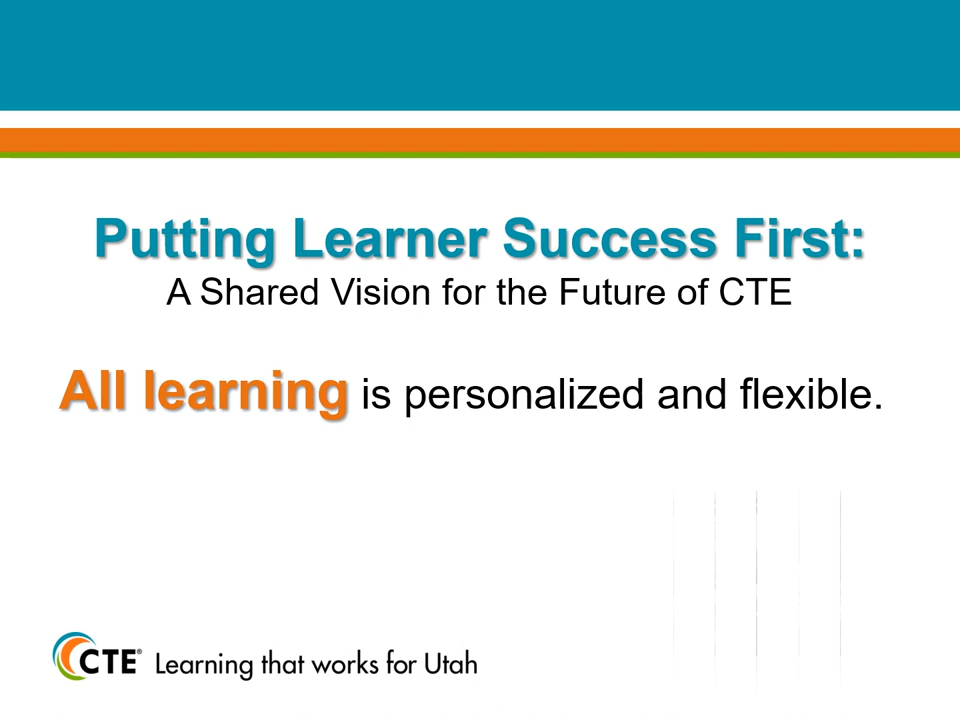 Putting Learner Success First:
A Shared Vision for the Future of CTE
All learning is personalized and flexible.
CTE® Learning that works for Utah